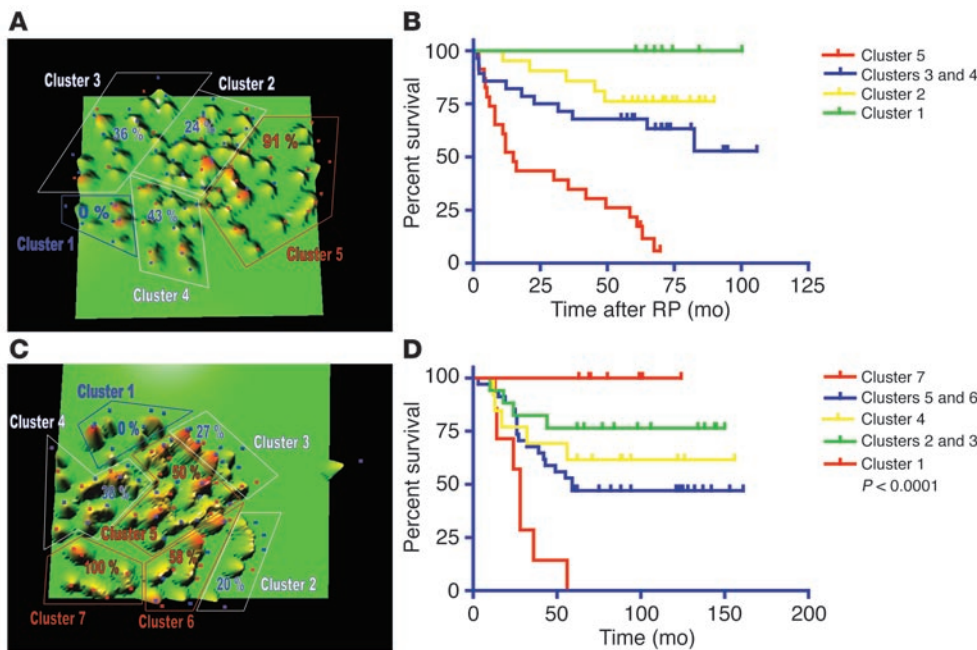 A
Cluster 3
Cluster 2
36 %
24 %
91 %
0 %
43 %
Cluster 1
Cluster 5
Cluster 4
B
Percent survival
100
75
50
25
0
0 25 50 75 100 125
Time after RP (mo)
Cluster 5
Clusters 3 and 4
Cluster 2
Cluster 1
C
Cluster 1
Cluster 4
0 %
27 %
Cluster 3
50 %
Cluster 5
58 %
100 %
20 %
Cluster 2
Cluster 7
Cluster 6
D
Percent survival
100
75
50
25
0
0 50 100 150 200
Time (mo)
Cluster 7
Clusters 5 and 6
Cluster 4
Clusters 2 and 3
Cluster 1
P < 0.0001